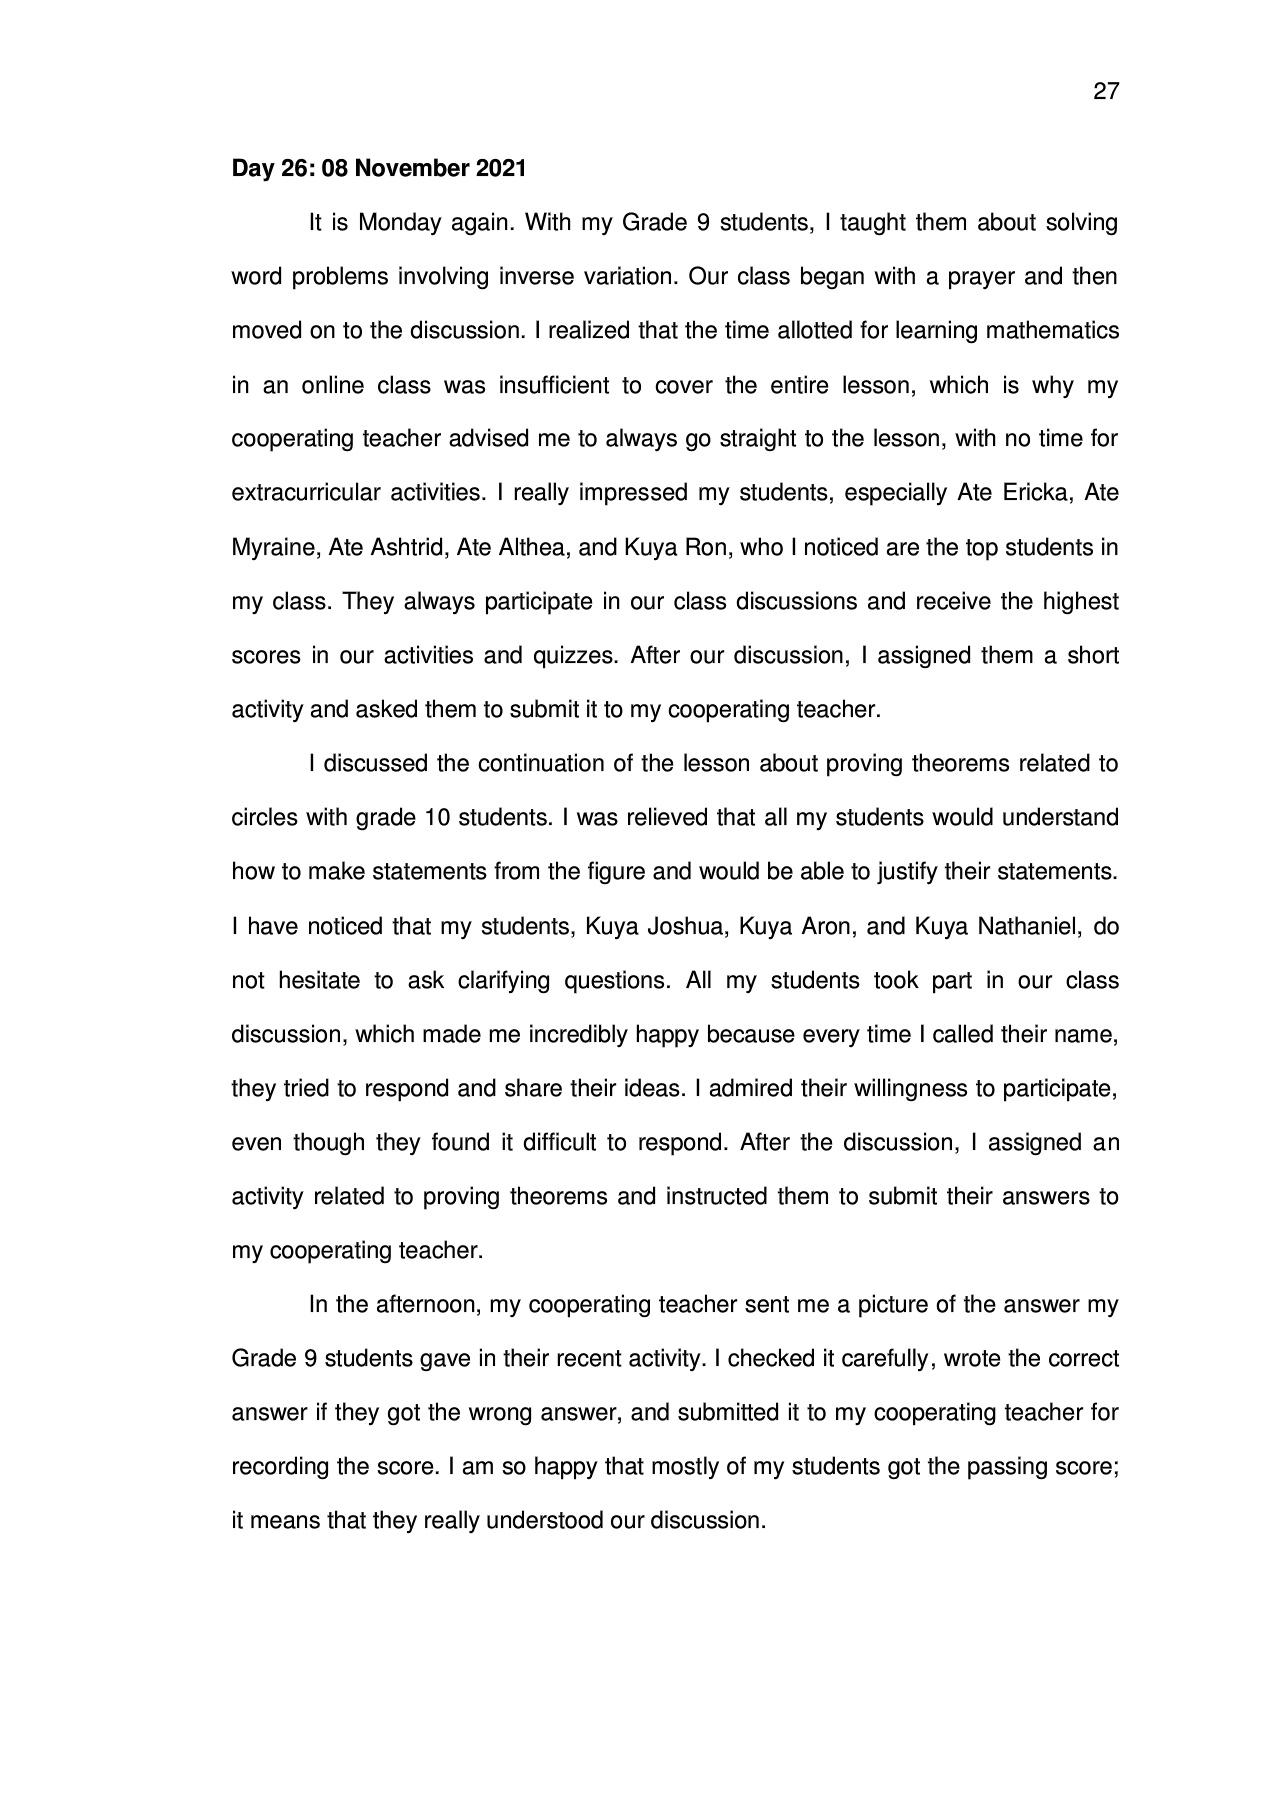 27
Day 26: 08 November 2021
It is Monday again. With my Grade 9 students, I taught them about solving
word problems involving inverse variation. Our class began with a prayer and then
moved on to the discussion. I realized that the time allotted for learning mathematics
in an online class was insufficient to cover the entire lesson, which is why my
cooperating teacher advised me to always go straight to the lesson, with no time for
extracurricular activities. I really impressed my students, especially Ate Ericka, Ate
Myraine, Ate Ashtrid, Ate Althea, and Kuya Ron, who I noticed are the top students in
my class. They always participate in our class discussions and receive the highest
scores in our activities and quizzes. After our discussion, I assigned them a short
activity and asked them to submit it to my cooperating teacher.
I discussed the continuation of the lesson about proving theorems related to
circles with grade 10 students. I was relieved that all my students would understand
how to make statements from the figure and would be able to justify their statements.
I have noticed that my students, Kuya Joshua, Kuya Aron, and Kuya Nathaniel, do
not hesitate to ask clarifying questions. All my students took part in our class
discussion, which made me incredibly happy because every time I called their name,
they tried to respond and share their ideas. I admired their willingness to participate,
even though they found it difficult to respond. After the discussion, I assigned an
activity related to proving theorems and instructed them to submit their answers to
my cooperating teacher.
In the afternoon, my cooperating teacher sent me a picture of the answer my
Grade 9 students gave in their recent activity. I checked it carefully, wrote the correct
answer if they got the wrong answer, and submitted it to my cooperating teacher for
recording the score. I am so happy that mostly of my students got the passing score;
it means that they really understood our discussion.